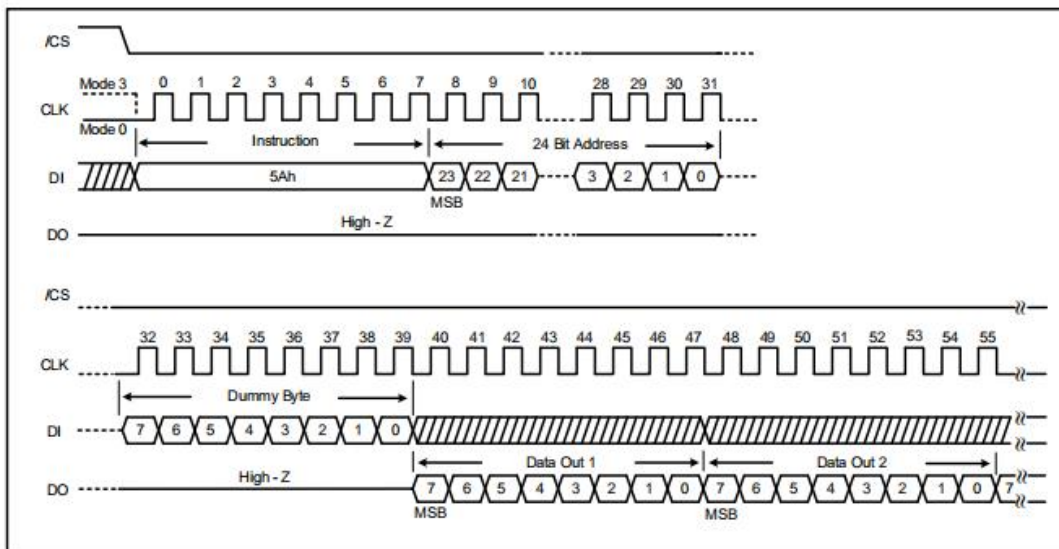 /CS
Mode 3 0 1 2 3 4 5 6 7 8 9 10 28 29 30 31
CLK
Mode 0
Instruction 24 Bit Address
DI 5Ah 23 22 21 3 2 1 0
MSB
High - Z
DO
/CS
32 33 34 35 36 37 38 39 40 41 42 43 44 45 46 47 48 49 50 51 52 53 54 55
CLK
Dummy Byte
DI 7 6 5 4 3 2 1 0
Data Out 1 Data Out 2
High - Z
DO 7 6 5 4 3 2 1 0 7 6 5 4 3 2 1 0 7
MSB MSB